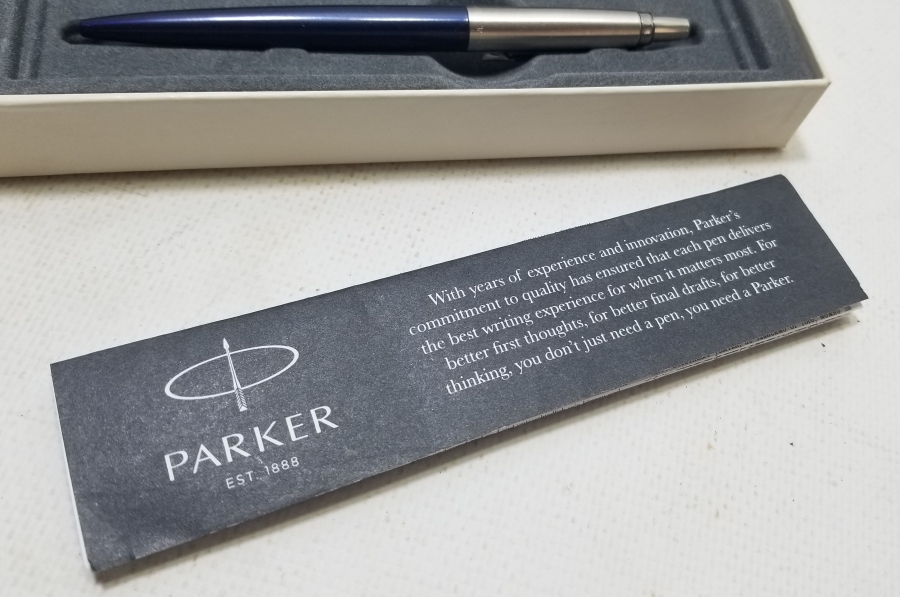 PARKER
EST. 1888
With years of experience and innovation, Parker's
commitment to quality has ensured that each pen delivers
the best writing experience for when it matters most. For
better first thoughts, for better final drafts, for better
thinking, you don't just need a pen, you need a Parker.